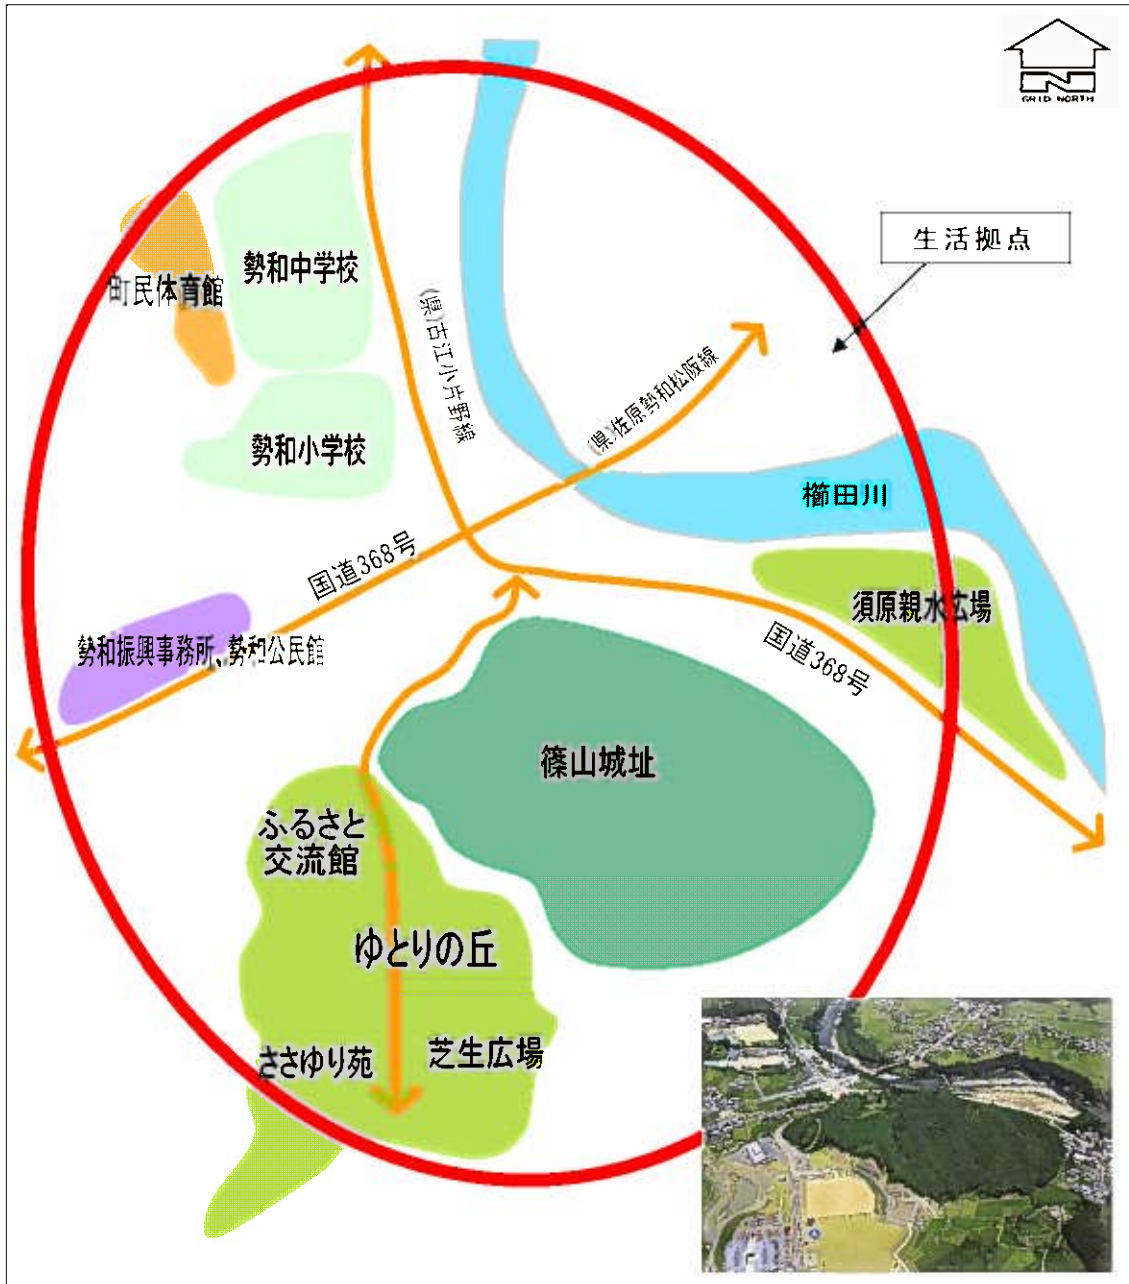 GRID NORTH
生活拠点
勢和中学校
町民体育館
(県)古江小片野線
(県)佐原勢和松阪線
勢和小学校
櫛田川
国道368号
須原親水広場
勢和振興事務所、勢和公民館
国道368号
篠山城址
ふるさと
交流館
ゆとりの丘
ささゆり苑
芝生広場